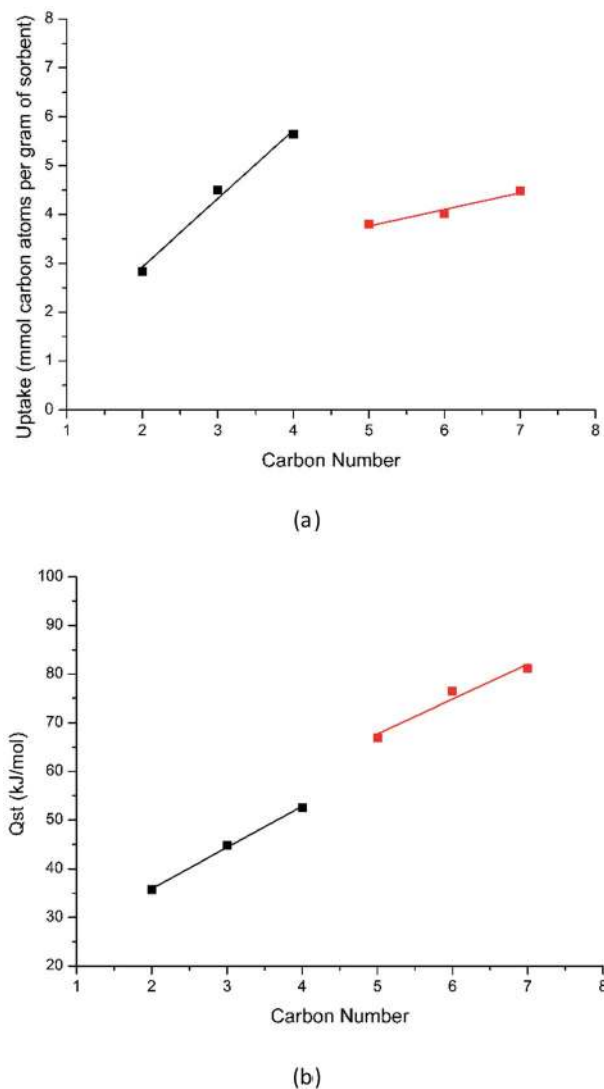 8
7
6
5
4
3
2
1
0
Uptake (mmol carbon atoms per gram of sorbent)
1 2 3 4 5 6 7 8
Carbon Number
(a)
100
90
80
70
60
50
40
30
20
Qst (kJ/mol)
1 2 3 4 5 6 7 8
Carbon Number
(b)